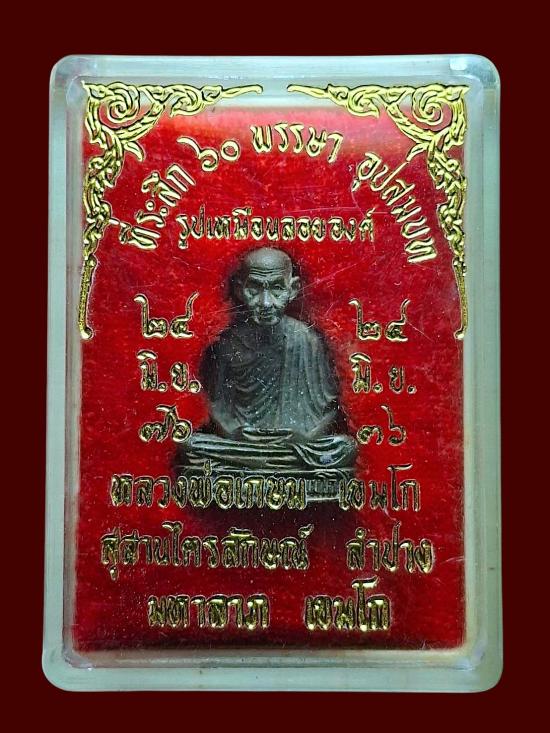 ที่ระลึก ๖๐ พรรษา อุปสมบท
รูปเหมือนลอยองค์
๒๔
มิ.ย.
๗๖
๒๔
มิ.ย.
๓๖
หลวงพ่อเกษม เขมโก
สุสานไตรลักษณ์ ลำปาง
มหาลาภ เขมโก